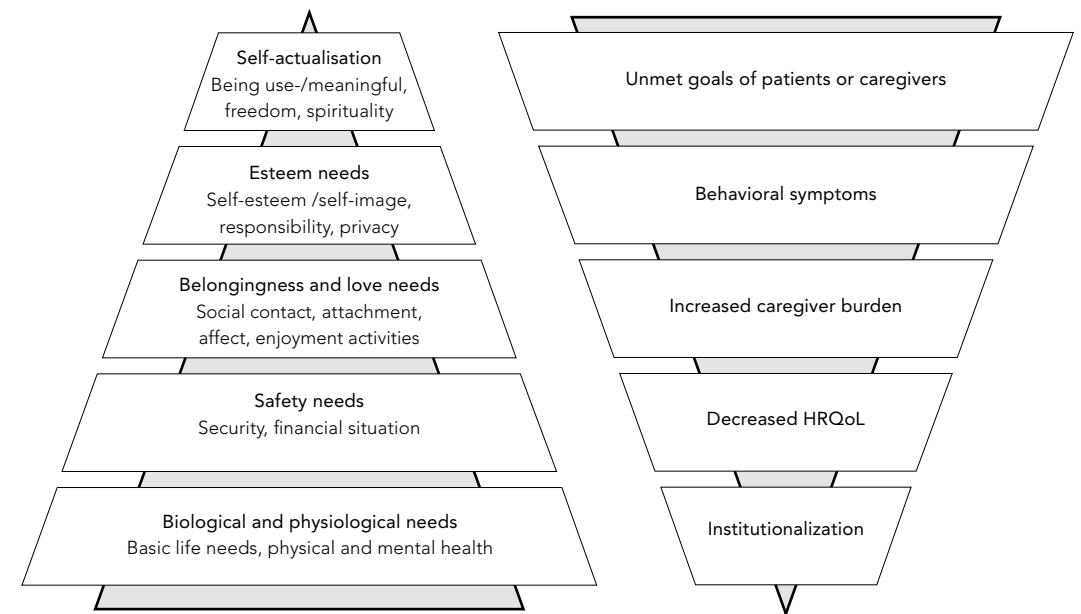 Self-actualisation
Being use-/meaningful,
freedom, spirituality
Esteem needs
Self-esteem /self-image,
responsibility, privacy
Belongingness and love needs
Social contact, attachment,
affect, enjoyment activities
Safety needs
Security, financial situation
Biological and physiological needs
Basic life needs, physical and mental health
Unmet goals of patients or caregivers
Behavioral symptoms
Increased caregiver burden
Decreased HRQoL
Institutionalization